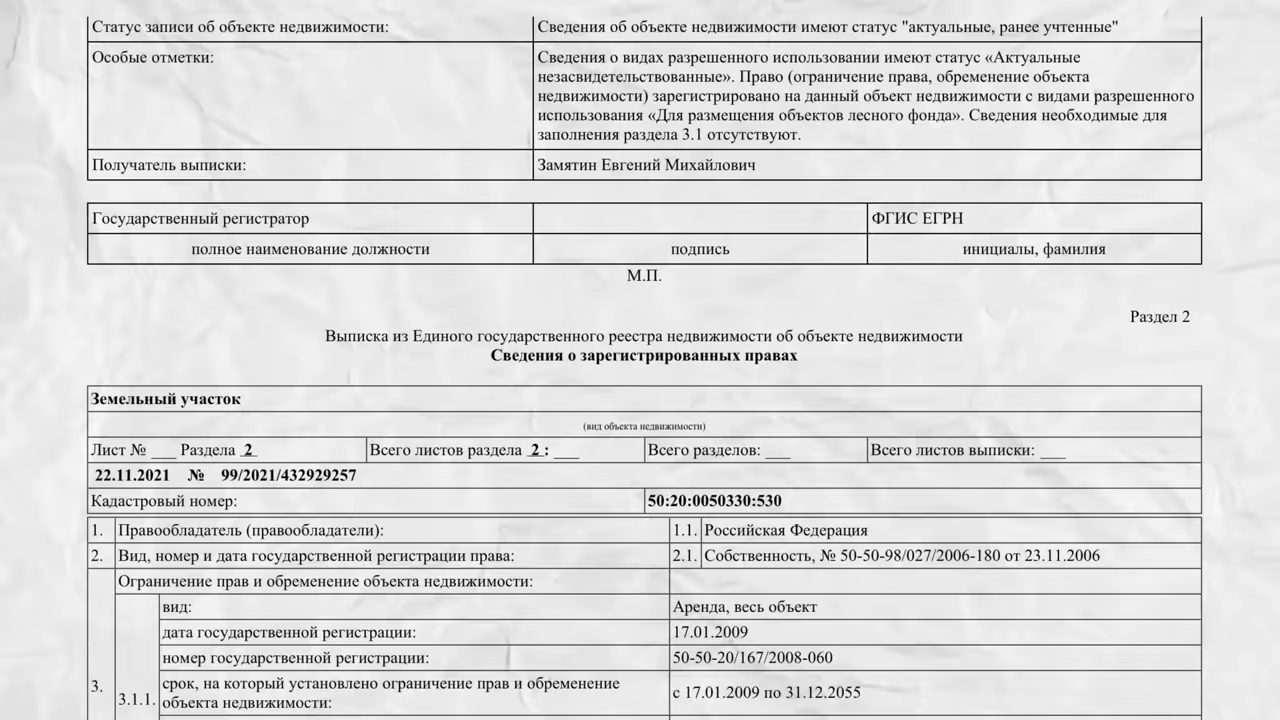 Статус записи об объекте недвижимости: Сведения об объекте недвижимости имеют статус "актуальные, ранее учтенные"
Особые отметки: Сведения о видах разрешенного использовании имеют статус «Актуальные
незасвидетельствованные». Право (ограничение права, обременение объекта
недвижимости) зарегистрировано на данный объект недвижимости с видами разрешенного
использования «Для размещения объектов лесного фонда». Сведения необходимые для
заполнения раздела 3.1 отсутствуют.
Получатель выписки: Замятин Евгений Михайлович
Государственный регистратор ФГИС ЕГРН
полное наименование должности подпись инициалы, фамилия
М.П.
Раздел 2
Выписка из Единого государственного реестра недвижимости об объекте недвижимости
Сведения о зарегистрированных правах
Земельный участок
(вид объекта недвижимости)
Лист № ___ Раздела 2 Всего листов раздела 2 : ___ Всего разделов: ___ Всего листов выписки: ___
22.11.2021 № 99/2021/432929257
Кадастровый номер: 50:20:0050330:530
1. Правообладатель (правообладатели): 1.1. Российская Федерация
2. Вид, номер и дата государственной регистрации права: 2.1. Собственность, № 50-50-98/027/2006-180 от 23.11.2006
Ограничение прав и обременение объекта недвижимости:
вид: Аренда, весь объект
дата государственной регистрации: 17.01.2009
номер государственной регистрации: 50-50-20/167/2008-060
3. 3.1.1. срок, на который установлено ограничение прав и обременение
объекта недвижимости: с 17.01.2009 по 31.12.2055